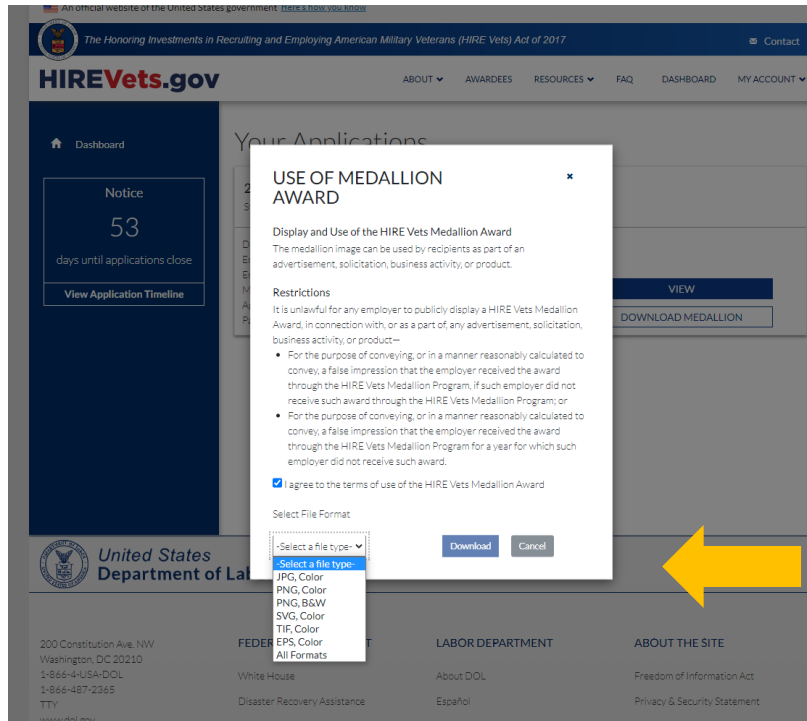 An official website of the United States government Here's how you know
The Honoring Investments in Recruiting and Employing American Military Veterans (HIRE Vets) Act of 2017
Contact
HIREVets.gov
ABOUT
AWARDEES
RESOURCES
FAQ
DASHBOARD
MY ACCOUNT
Dashboard
Notice
53
days until applications close
View Application Timeline
Your Applications
VIEW
DOWNLOAD MEDALLION
USE OF MEDALLION
AWARD
Display and Use of the HIRE Vets Medallion Award
The medallion image can be used by recipients as part of an
advertisement, solicitation, business activity, or product.
Restrictions
It is unlawful for any employer to publicly display a HIRE Vets Medallion
Award, in connection with, or as a part of, any advertisement, solicitation,
business activity, or product—
• For the purpose of conveying, or in a manner reasonably calculated to
convey, a false impression that the employer received the award
through the HIRE Vets Medallion Program, if such employer did not
receive such award through the HIRE Vets Medallion Program; or
• For the purpose of conveying, or in a manner reasonably calculated to
convey, a false impression that the employer received the award
through the HIRE Vets Medallion Program for a year for which such
employer did not receive such award.
I agree to the terms of use of the HIRE Vets Medallion Award
Select File Format
-Select a file type-
Download
Cancel
-Select a file type-
JPG, Color
PNG, Color
PNG, B&W
SVG, Color
TIF, Color
EPS, Color
All Formats
United States
Department of Lab
200 Constitution Ave. NW
Washington, DC 20210
1-866-4-USA-DOL
1-866-487-2365
TTY
www.dol.gov
FEDER T
White House
Disaster Recovery Assistance
LABOR DEPARTMENT
About DOL
Español
ABOUT THE SITE
Freedom of Information Act
Privacy & Security Statement